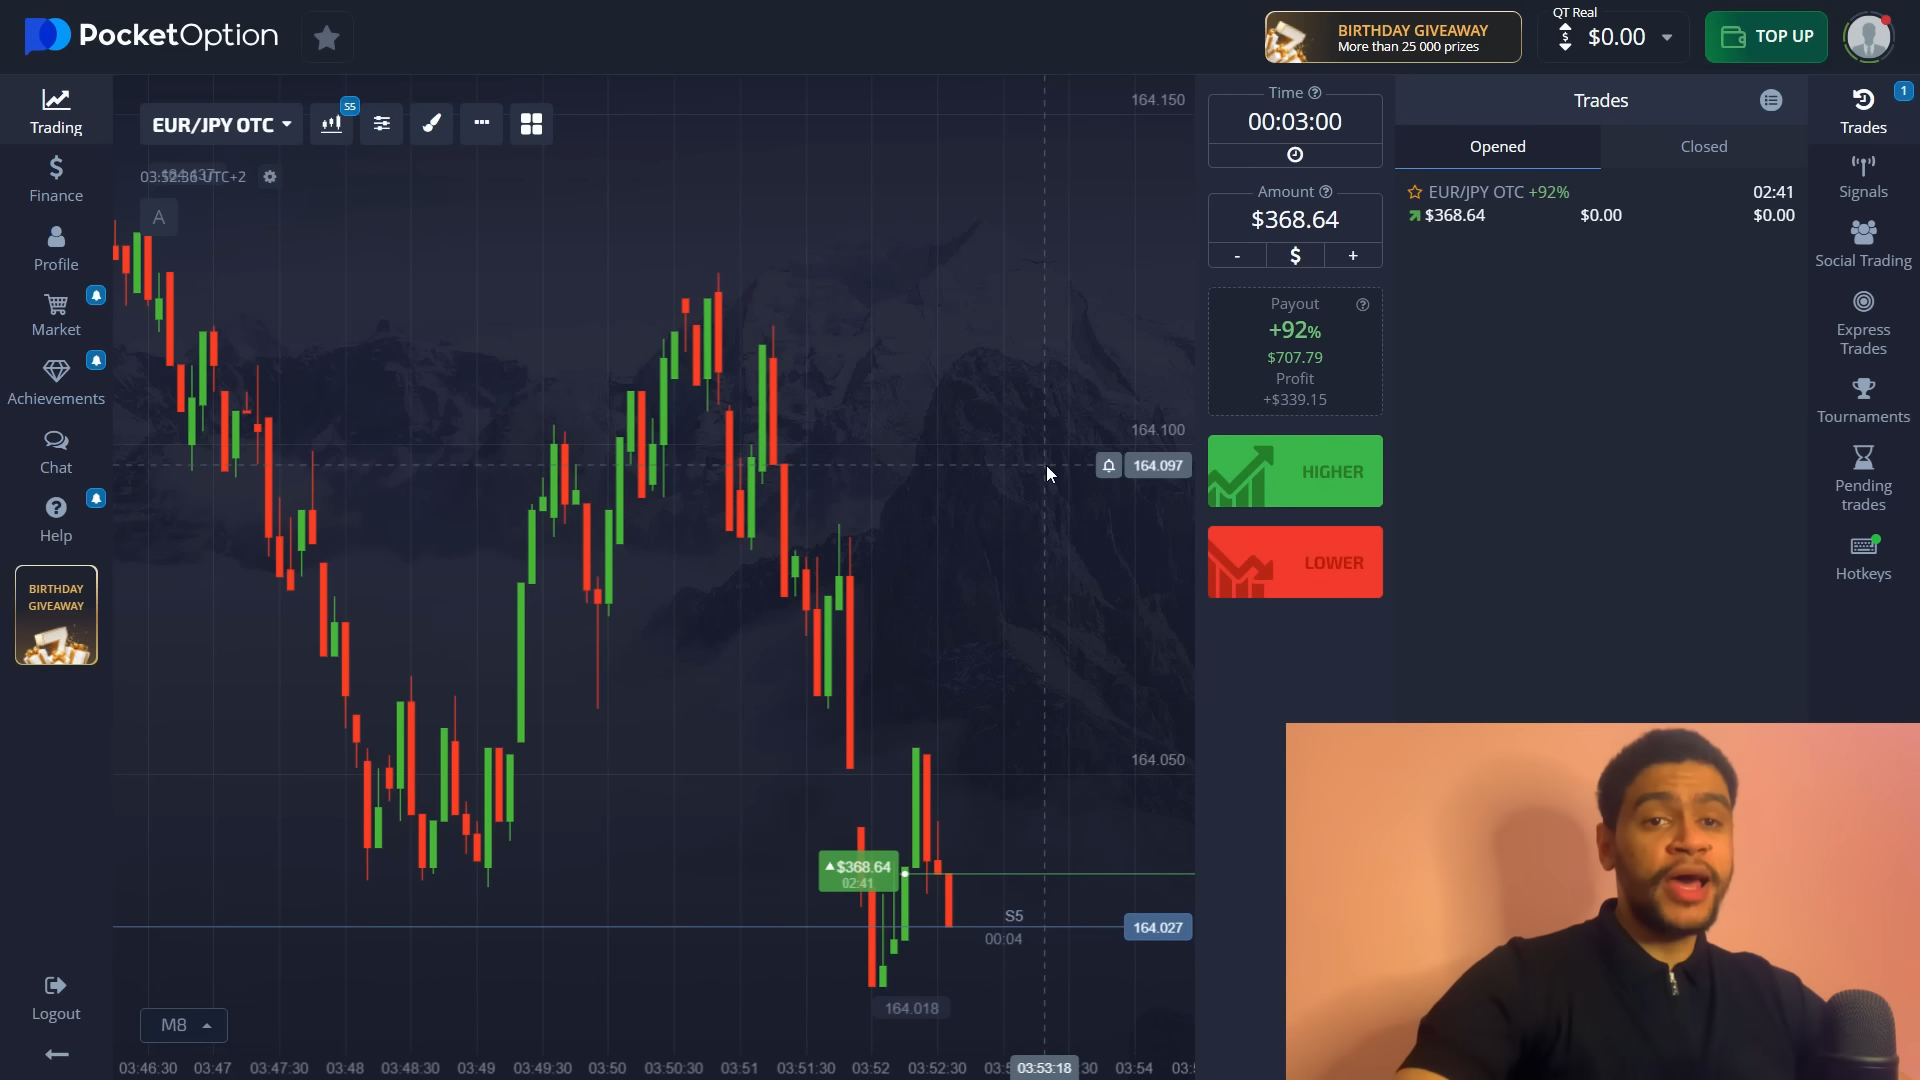 PocketOption
BIRTHDAY GIVEAWAY
More than 25 000 prizes
QT Real
$0.00
TOP UP
Trading
Finance
Profile
Market
Achievements
Chat
Help
BIRTHDAY
GIVEAWAY
Logout
EUR/JPY OTC
S5
A
164.150
164.100
164.097
164.050
164.027
164.018
$368.64
02:41
S5
00:04
M8
03:46:30 03:47 03:47:30 03:48 03:48:30 03:49 03:49:30 03:50 03:50:30 03:51 03:51:30 03:52 03:52:30 03:53:18 30 03:54
Time
00:03:00
Amount
$368.64
- $ +
Payout
+92%
$707.79
Profit
+$339.15
HIGHER
LOWER
Trades
Opened Closed
EUR/JPY OTC +92% 02:41
$368.64 $0.00 $0.00
1
Trades
Signals
Social Trading
Express
Trades
Tournaments
Pending
trades
Hotkeys